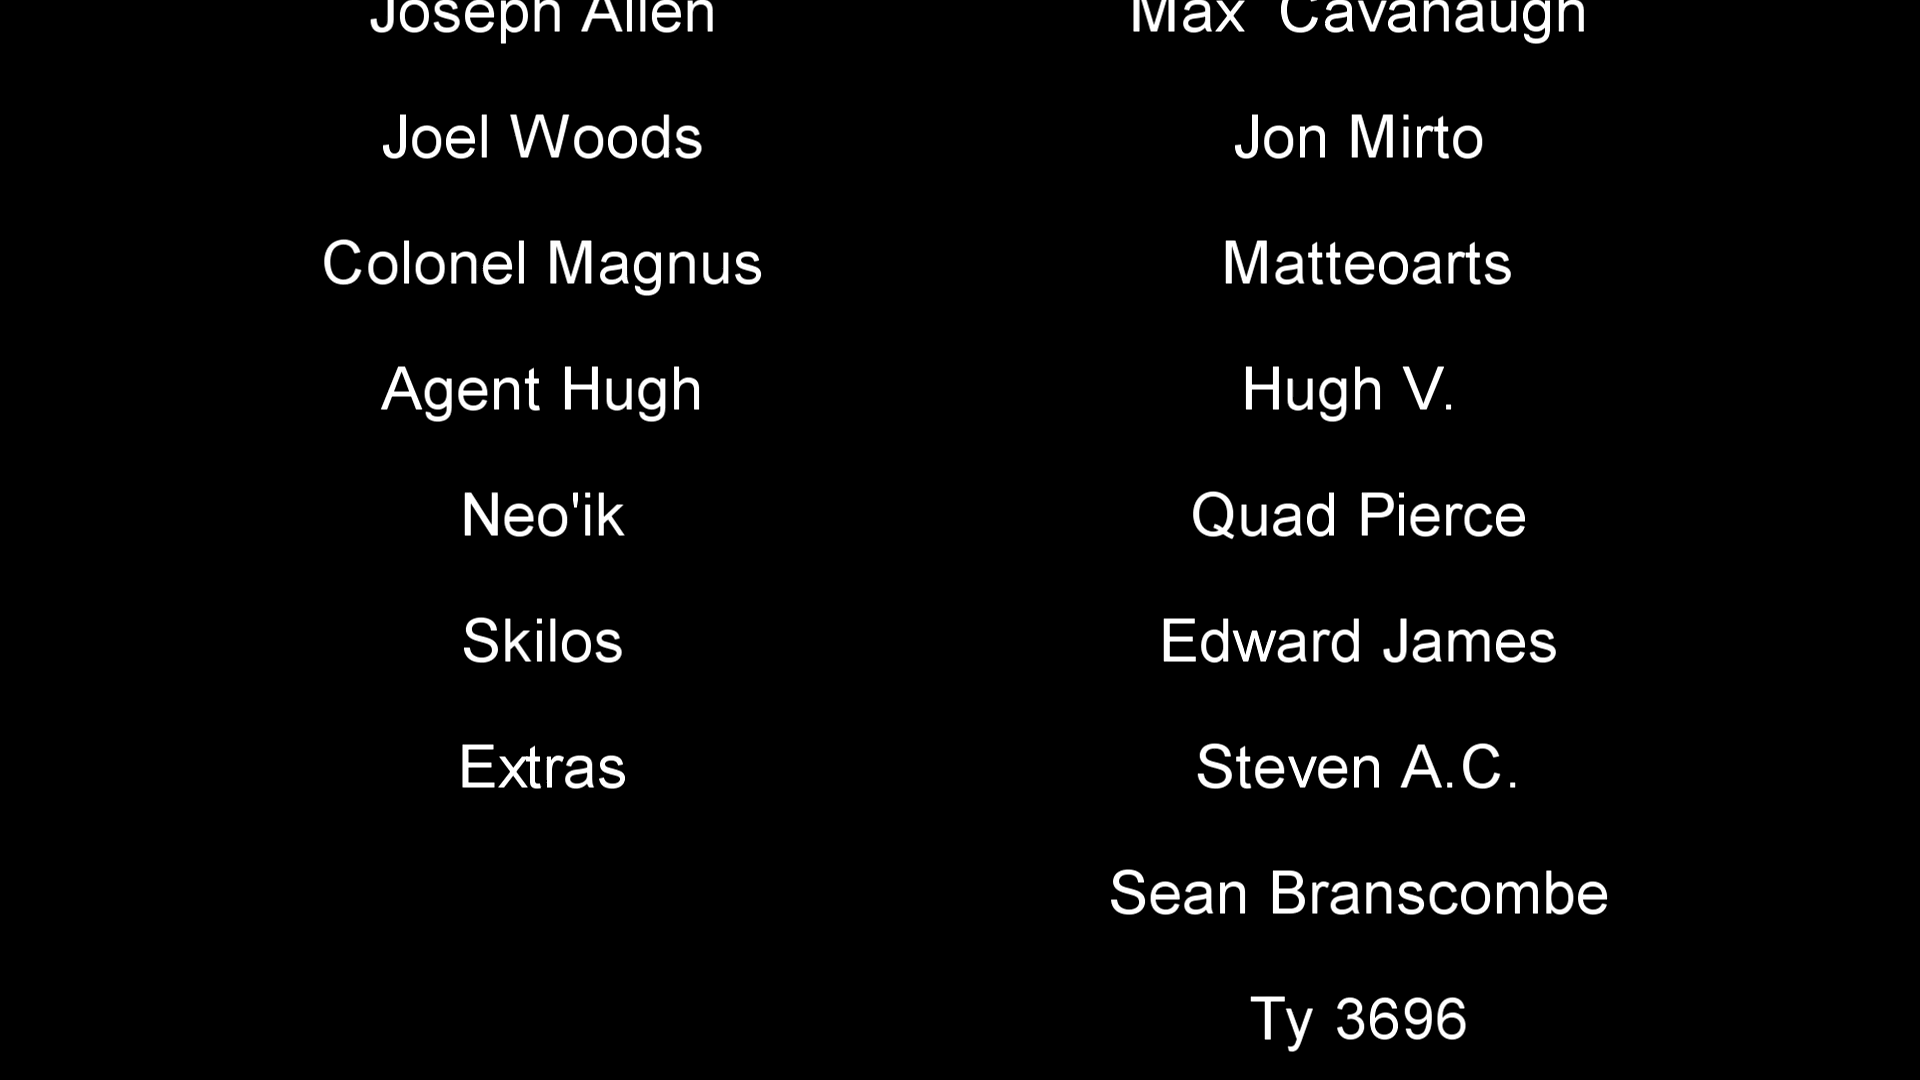 Joseph Allen Max Cavanaugh
Joel Woods Jon Mirto
Colonel Magnus Matteoarts
Agent Hugh Hugh V.
Neo'ik Quad Pierce
Skilos Edward James
Extras Steven A.C.
Sean Branscombe
Ty 3696